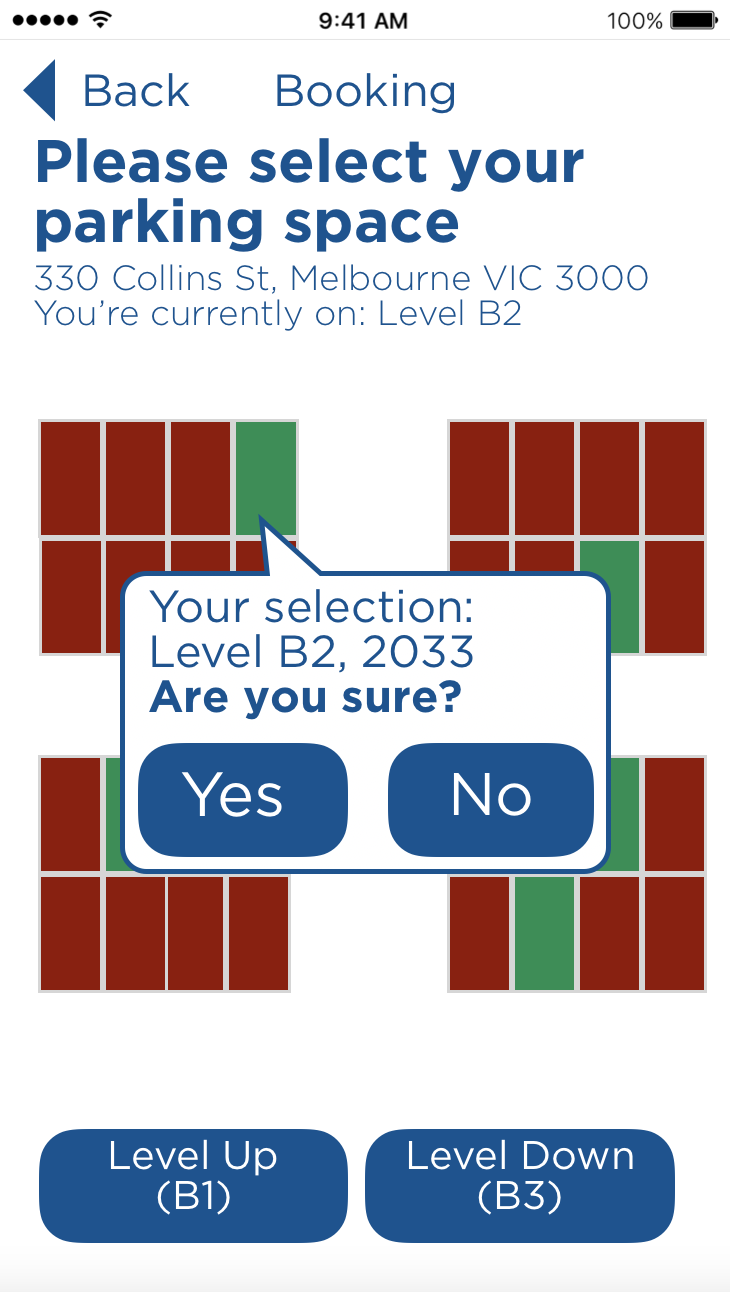 9:41 AM 100%
Back Booking
Please select your
parking space
330 Collins St, Melbourne VIC 3000
You’re currently on: Level B2
Your selection:
Level B2, 2033
Are you sure?
Yes No
Level Up Level Down
(B1) (B3)